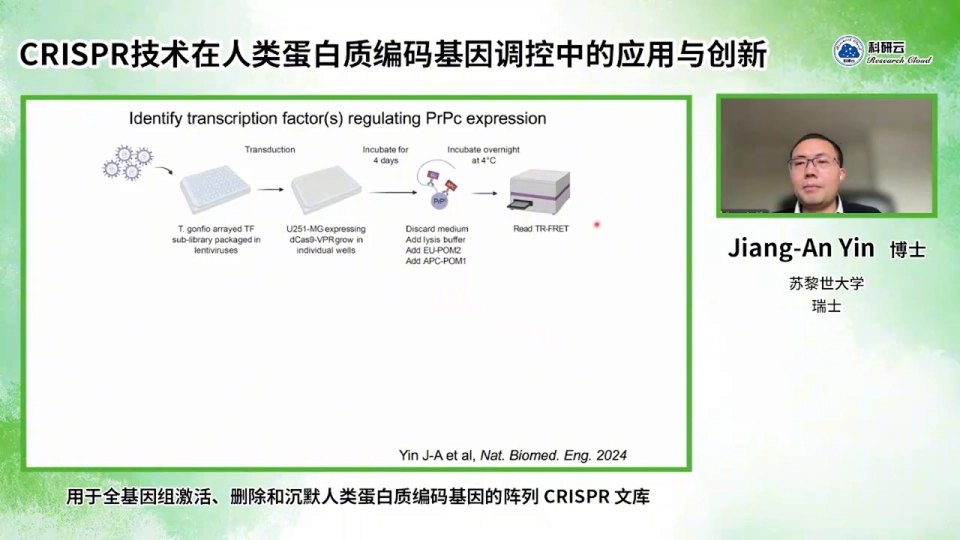 CRISPR技术在人类蛋白质编码基因调控中的应用与创新
科研云
Research Cloud
Identify transcription factor(s) regulating PrPc expression
Transduction
Incubate for
4 days
Incubate overnight
at 4°C
PrP
T. gonfio arrayed TF
sub-library packaged in
lentiviruses
U251-MG expressing
dCas9-VPR grow in
individual wells
Discard medium
Add lysis buffer
Add EU-POM2
Add APC-POM1
Read TR-FRET
Yin J-A et al, Nat. Biomed. Eng. 2024
Jiang-An Yin 博士
苏黎世大学
瑞士
用于全基因组激活、删除和沉默人类蛋白质编码基因的阵列 CRISPR 文库